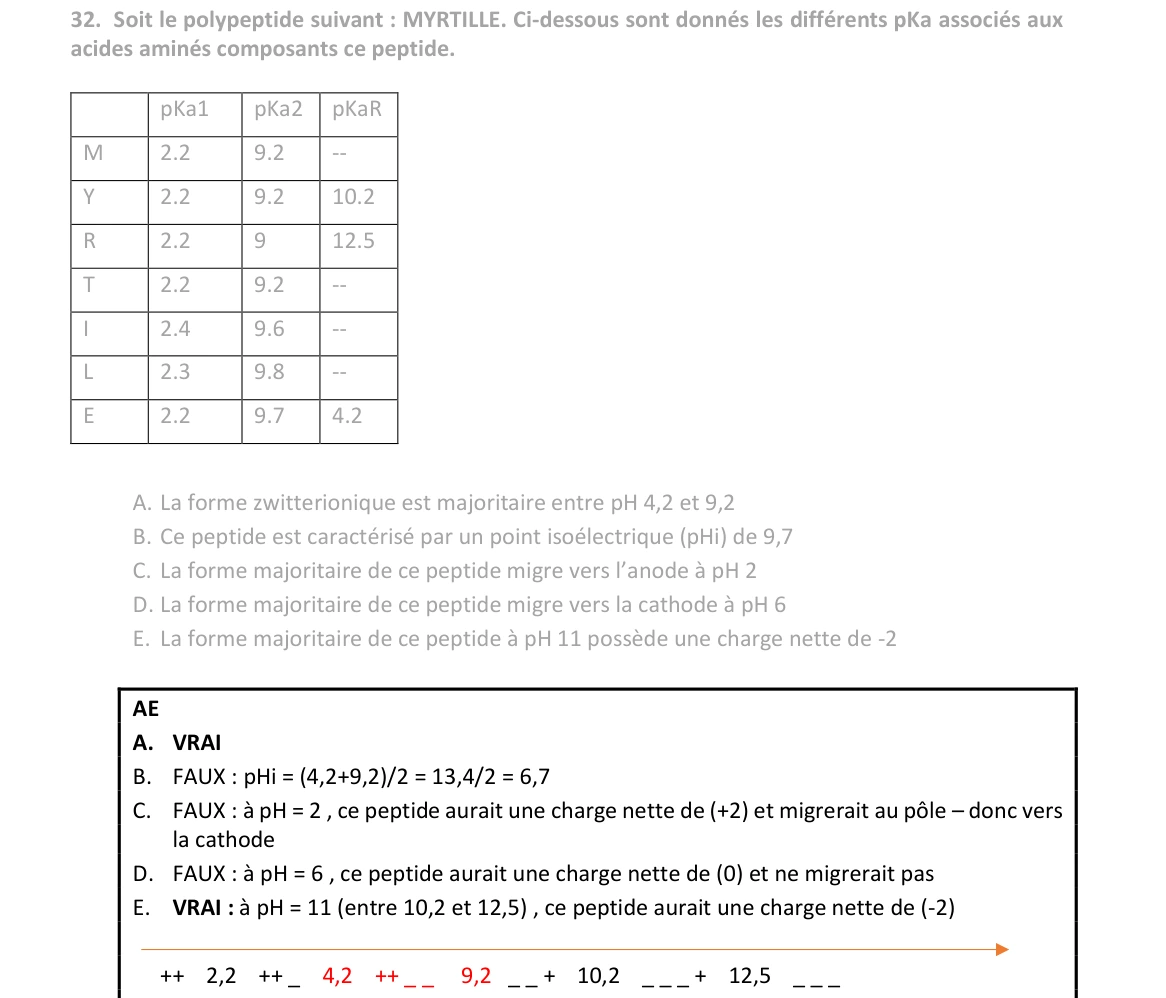 32. Soit le polypeptide suivant : MYRTILLE. Ci-dessous sont donnés les différents pKa associés aux
acides aminés composants ce peptide.
pKa1 pKa2 pKaR
M 2.2 9.2 --
Y 2.2 9.2 10.2
R 2.2 9 12.5
T 2.2 9.2 --
I 2.4 9.6 --
L 2.3 9.8 --
E 2.2 9.7 4.2
A. La forme zwitterionique est majoritaire entre pH 4,2 et 9,2
B. Ce peptide est caractérisé par un point isoélectrique (pHi) de 9,7
C. La forme majoritaire de ce peptide migre vers l’anode à pH 2
D. La forme majoritaire de ce peptide migre vers la cathode à pH 6
E. La forme majoritaire de ce peptide à pH 11 possède une charge nette de -2
AE
A. VRAI
B. FAUX : pHi = (4,2+9,2)/2 = 13,4/2 = 6,7
C. FAUX : à pH = 2 , ce peptide aurait une charge nette de (+2) et migrerait au pôle – donc vers
la cathode
D. FAUX : à pH = 6 , ce peptide aurait une charge nette de (0) et ne migrerait pas
E. VRAI : à pH = 11 (entre 10,2 et 12,5) , ce peptide aurait une charge nette de (-2)
++ 2,2 ++ _ 4,2 ++ _ _ 9,2 _ _ + 10,2 _ _ _ + 12,5 _ _ _